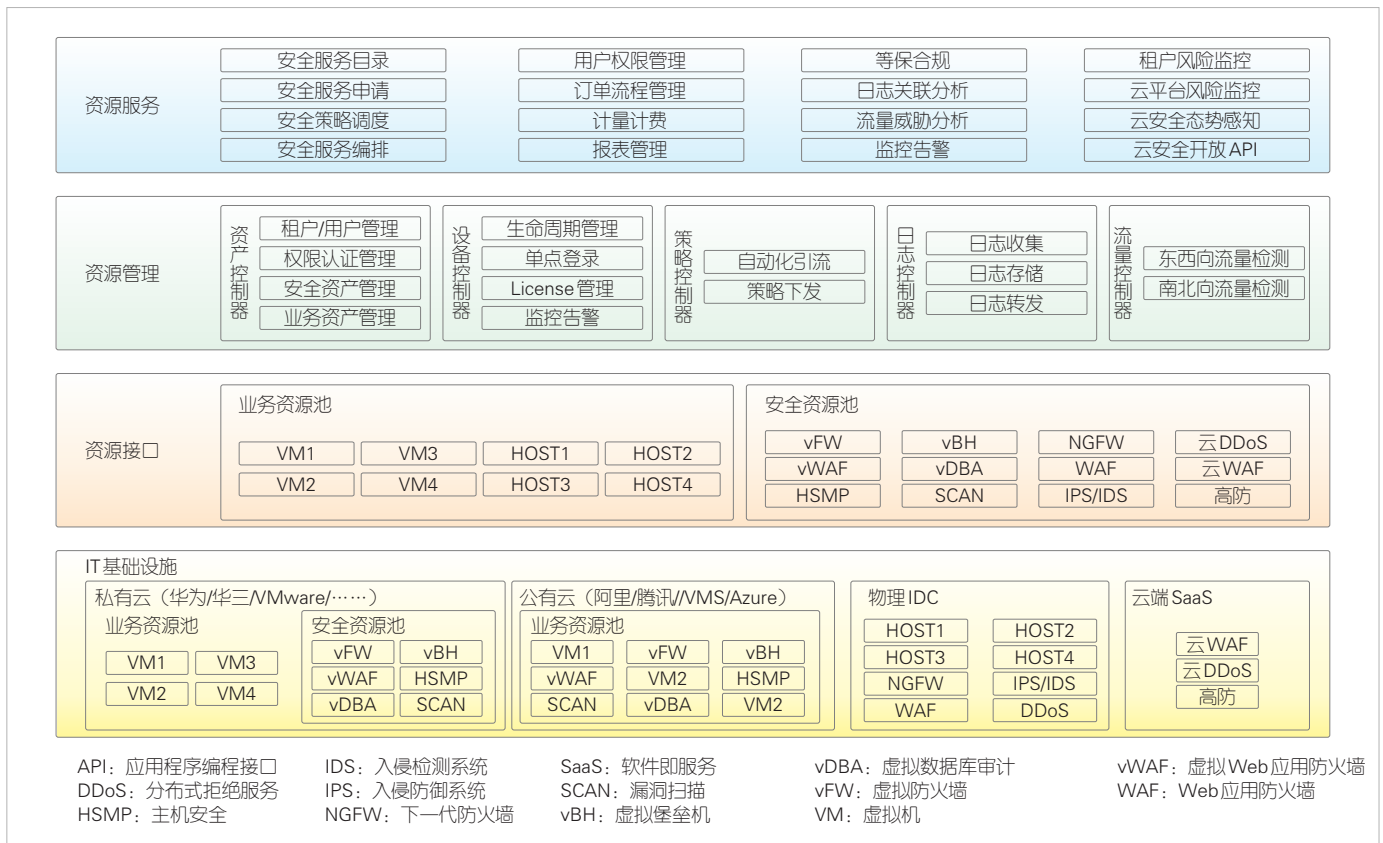 资源服务
安全服务目录 用户权限管理 等保合规 租户风险监控
安全服务申请 订单流程管理 日志关联分析 云平台风险监控
安全策略调度 计量计费 流量威胁分析 云安全态势感知
安全服务编排 报表管理 监控告警 云安全开放API
资源管理
资产控制器
租户/用户管理
权限认证管理
安全资产管理
业务资产管理
设备控制器
生命周期管理
单点登录
License管理
监控告警
策略控制器
自动化引流
策略下发
日志控制器
日志收集
日志存储
日志转发
流量控制器
东西向流量检测
南北向流量检测
资源接口
业务资源池
VM1 VM3 HOST1 HOST2
VM2 VM4 HOST3 HOST4
安全资源池
vFW vBH NGFW 云DDoS
vWAF vDBA WAF 云WAF
HSMP SCAN IPS/IDS 高防
IT基础设施
私有云（华为/华三/VMware/……）
业务资源池
VM1 VM3
VM2 VM4
安全资源池
vFW vBH
vWAF HSMP
vDBA SCAN
公有云（阿里/腾讯//VMS/Azure）
业务资源池
VM1 vFW vBH
vWAF VM2 HSMP
SCAN vDBA VM2
物理IDC
HOST1 HOST2
HOST3 HOST4
NGFW IPS/IDS
WAF DDoS
云端SaaS
云WAF
云DDoS
高防
API：应用程序编程接口 IDS：入侵检测系统 SaaS：软件即服务 vDBA：虚拟数据库审计 vWAF：虚拟Web应用防火墙
DDoS：分布式拒绝服务 IPS：入侵防御系统 SCAN：漏洞扫描 vFW：虚拟防火墙 WAF：Web应用防火墙
HSMP：主机安全 NGFW：下一代防火墙 vBH：虚拟堡垒机 VM：虚拟机